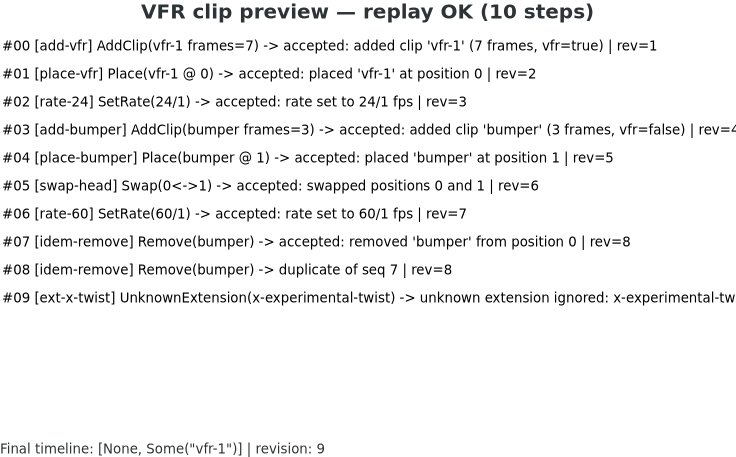 VFR clip preview — replay OK (10 steps)
#00 [add-vfr] AddClip(vfr-1 frames=7) -> accepted: added clip 'vfr-1' (7 frames, vfr=true) | rev=1
#01 [place-vfr] Place(vfr-1 @ 0) -> accepted: placed 'vfr-1' at position 0 | rev=2
#02 [rate-24] SetRate(24/1) -> accepted: rate set to 24/1 fps | rev=3
#03 [add-bumper] AddClip(bumper frames=3) -> accepted: added clip 'bumper' (3 frames, vfr=false) | rev=4
#04 [place-bumper] Place(bumper @ 1) -> accepted: placed 'bumper' at position 1 | rev=5
#05 [swap-head] Swap(0<->1) -> accepted: swapped positions 0 and 1 | rev=6
#06 [rate-60] SetRate(60/1) -> accepted: rate set to 60/1 fps | rev=7
#07 [idem-remove] Remove(bumper) -> accepted: removed 'bumper' from position 0 | rev=8
#08 [idem-remove] Remove(bumper) -> duplicate of seq 7 | rev=8
#09 [ext-x-twist] UnknownExtension(x-experimental-twist) -> unknown extension ignored: x-experimental-tw
Final timeline: [None, Some("vfr-1")] | revision: 9